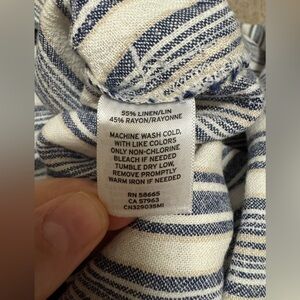 55% LINEN/LIN
45% RAYON/RAYONNE
MACHINE WASH COLD,
WITH LIKE COLORS
ONLY NON-CHLORINE
BLEACH IF NEEDED
TUMBLE DRY LOW,
REMOVE PROMPTLY
WARM IRON IF NEEDED
RN 58665
CA 57963
CN329035MI